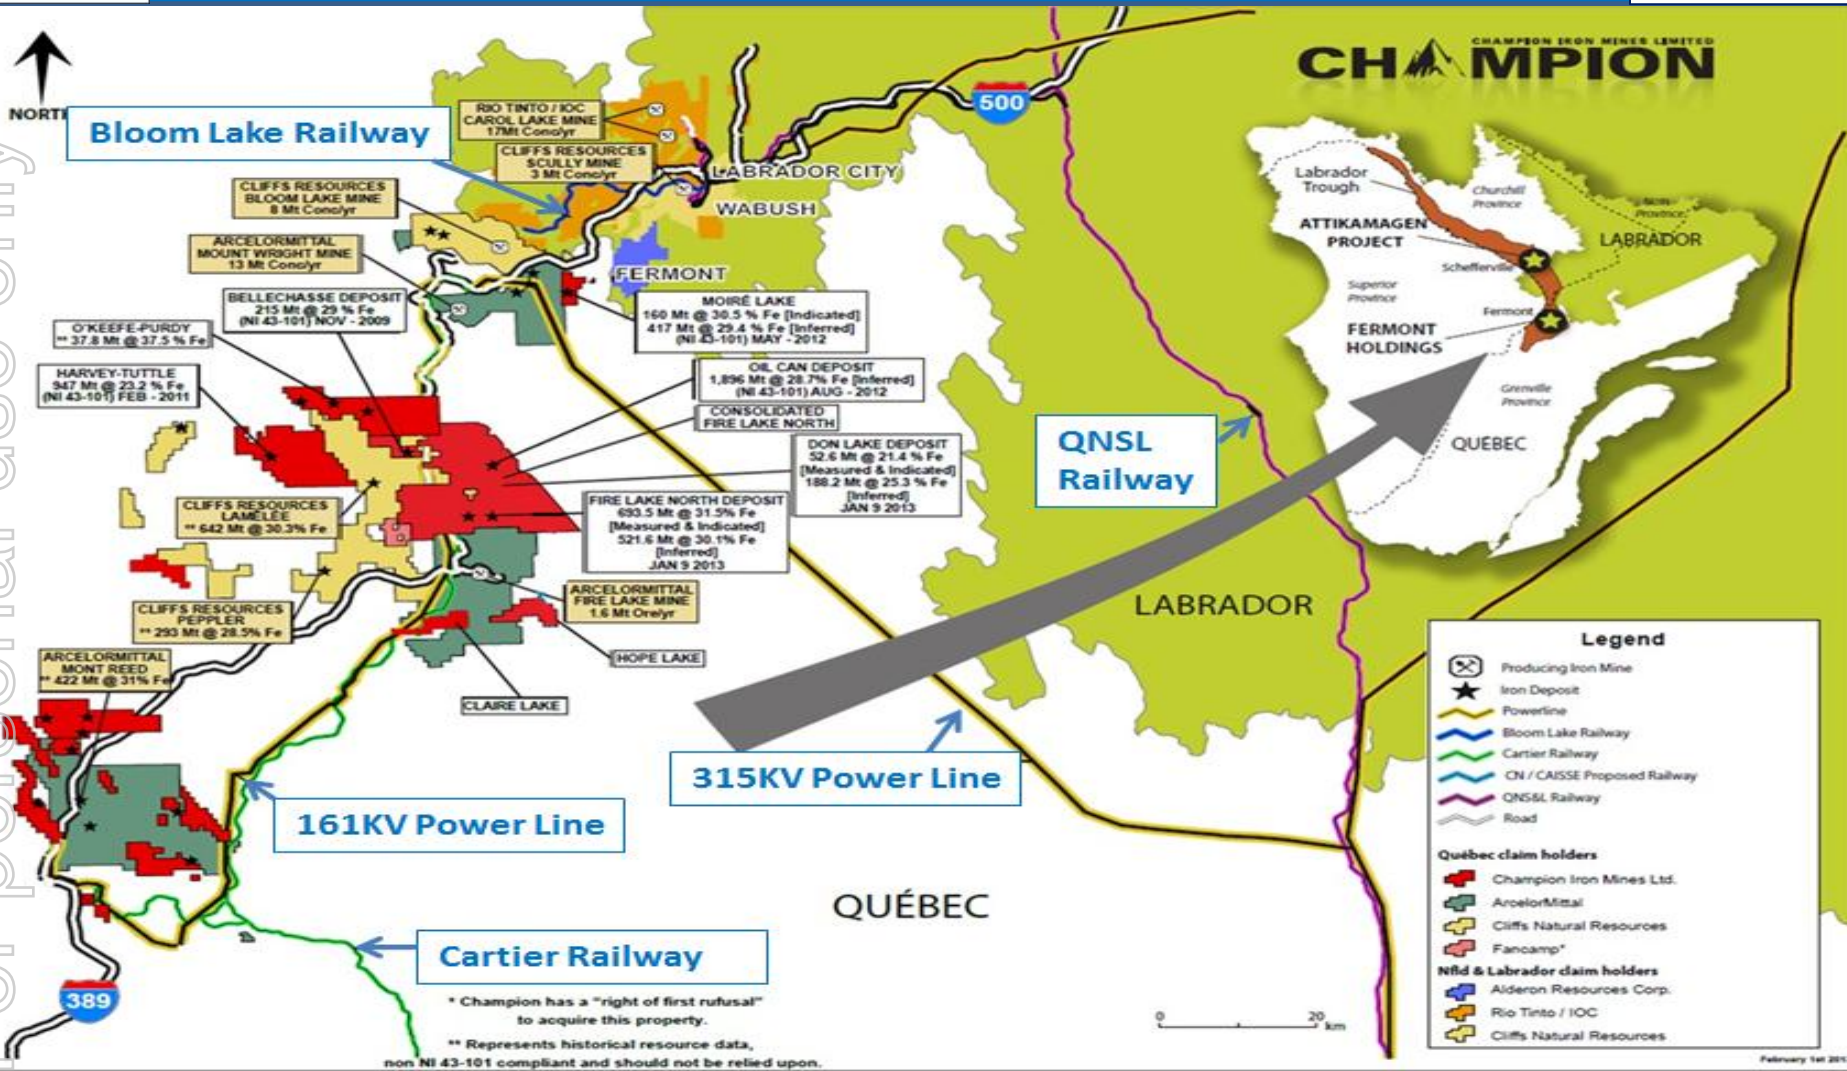 CHAMPION IRON MINES LIMITED
CHAMPION
NORTH
Bloom Lake Railway
RIO TINTO / IOC
CAROL LAKE MINE
17Mt Conc/yr
CLIFFS RESOURCES
SCULLY MINE
3 Mt Conc/yr
500
LABRADOR CITY
WABUSH
FERMONT
CLIFFS RESOURCES
BLOOM LAKE MINE
8 Mt Conc/yr
ARCELORMITTAL
MOUNT WRIGHT MINE
13 Mt Conc/yr
BELLECHASSE DEPOSIT
215 Mt @ 29 % Fe
(NI 43-101) NOV - 2009
O'KEEFE-PURDY
** 37.8 Mt @ 37.5 % Fe
HARVEY-TUTTLE
947 Mt @ 23.2 % Fe
(NI 43-101) FEB - 2011
MOIRÉ LAKE
160 Mt @ 30.5 % Fe [Indicated]
417 Mt @ 29.4 % Fe [Inferred]
(NI 43-101) MAY - 2012
OIL CAN DEPOSIT
1,896 Mt @ 28.7% Fe [Inferred]
(NI 43-101) AUG - 2012
CONSOLIDATED
FIRE LAKE NORTH
DON LAKE DEPOSIT
52.6 Mt @ 21.4 % Fe
[Measured & Indicated]
188.2 Mt @ 25.3 % Fe
[Inferred]
JAN 9 2013
FIRE LAKE NORTH DEPOSIT
693.5 Mt @ 31.5% Fe
[Measured & Indicated]
521.6 Mt @ 30.1% Fe
[Inferred]
JAN 9 2013
CLIFFS RESOURCES
LAMÊLÉE
** 642 Mt @ 30.3% Fe
ARCELORMITTAL
FIRE LAKE MINE
1.6 Mt Ore/yr
CLIFFS RESOURCES
PEPPLER
** 293 Mt @ 28.5% Fe
HOPE LAKE
CLAIRE LAKE
ARCELORMITTAL
MONT REED
** 422 Mt @ 31% Fe
QNSL
Railway
315KV Power Line
161KV Power Line
Cartier Railway
389
LABRADOR
QUÉBEC
Labrador
Trough
Churchill
Province
Province
ATTIKAMAGEN
PROJECT
LABRADOR
Schefferville
Superior
Province
Fermont
FERMONT
HOLDINGS
Grenville
Province
QUÉBEC
Legend
Producing Iron Mine
Iron Deposit
Powerline
Bloom Lake Railway
Cartier Railway
CN / CAISSE Proposed Railway
QNS&L Railway
Road
Québec claim holders
Champion Iron Mines Ltd.
ArcelorMittal
Cliffs Natural Resources
Fancamp*
Nfld & Labrador claim holders
Alderon Resources Corp.
Rio Tinto / IOC
Cliffs Natural Resources
0 20 km
* Champion has a "right of first rufusal"
to acquire this property.
** Represents historical resource data,
non NI 43-101 compliant and should not be relied upon.
February 1st 201